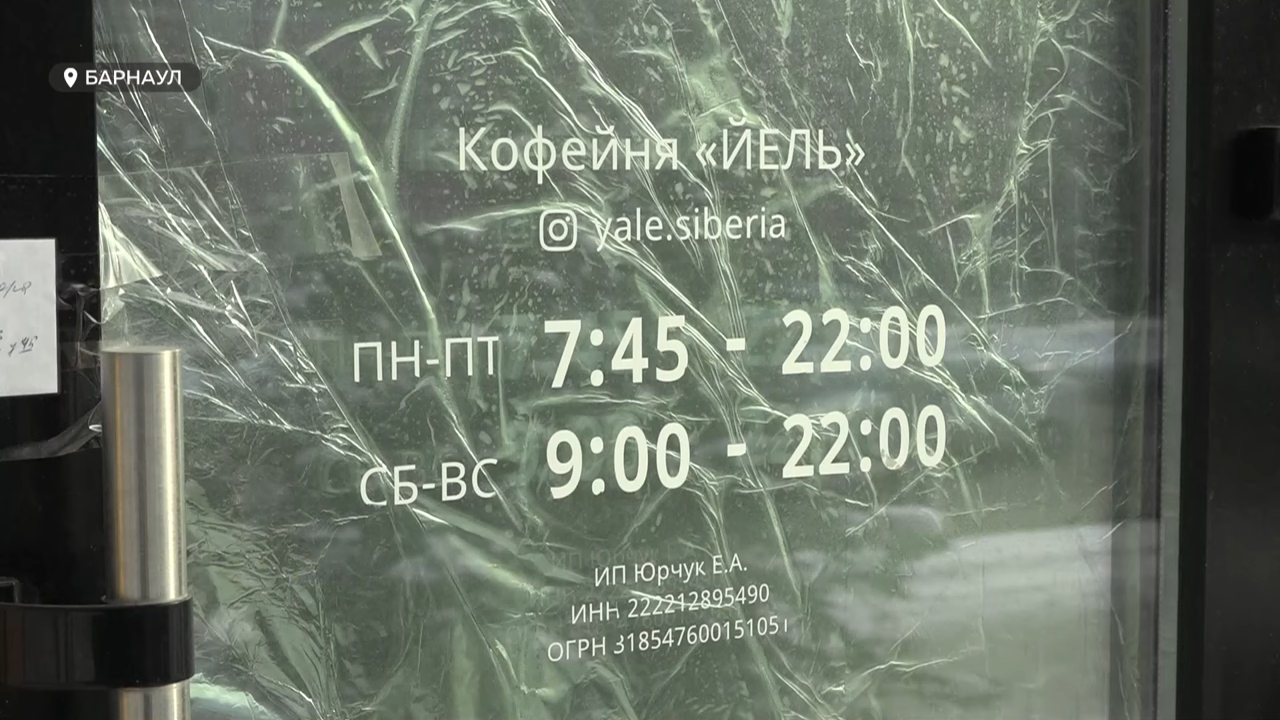 БАРНАУЛ
Кофейня «ЙЕЛЬ»
yale.siberia
ПН-ПТ 7:45 - 22:00
СБ-ВС 9:00 - 22:00
ИП Юрчук Е.А.
ИНН 222212895490
ОГРН 318547600151051